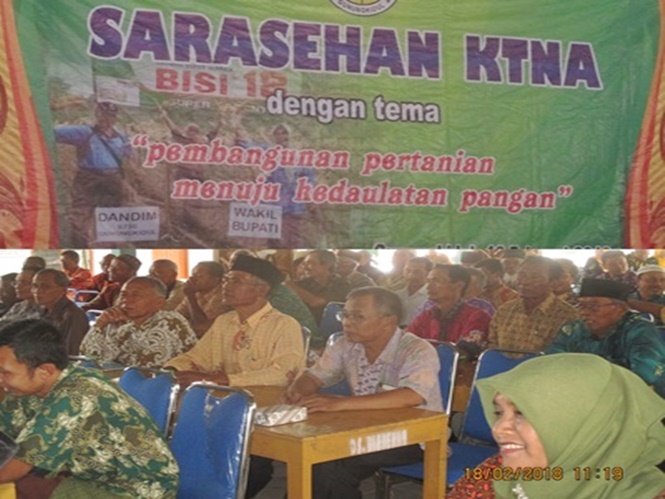 GUNUNGKIDUL
SARASEHAN KTNA
BISI 18
dengan tema
"pembangunan pertanian
menuju kedaulatan pangan"
DANDIM
WAKIL
BUPATI
18/02/2018 11:19